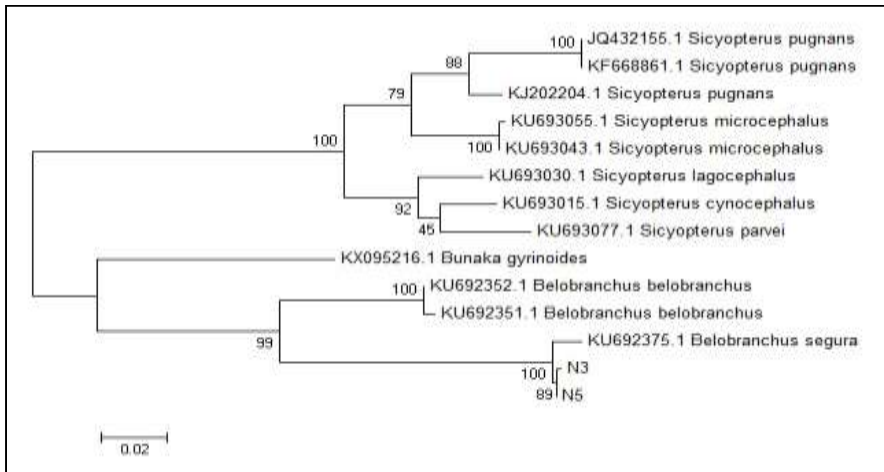 100
JQ432155.1 Sicyopterus pugnans
88
KF668861.1 Sicyopterus pugnans
79
KJ202204.1 Sicyopterus pugnans
KU693055.1 Sicyopterus microcephalus
100
100
KU693043.1 Sicyopterus microcephalus
KU693030.1 Sicyopterus lagocephalus
92
KU693015.1 Sicyopterus cynocephalus
45
KU693077.1 Sicyopterus parvei
KX095216.1 Bunaka gyrinoides
100
KU692352.1 Belobranchus belobranchus
KU692351.1 Belobranchus belobranchus
99
KU692375.1 Belobranchus segura
100
N3
89
N5
0.02